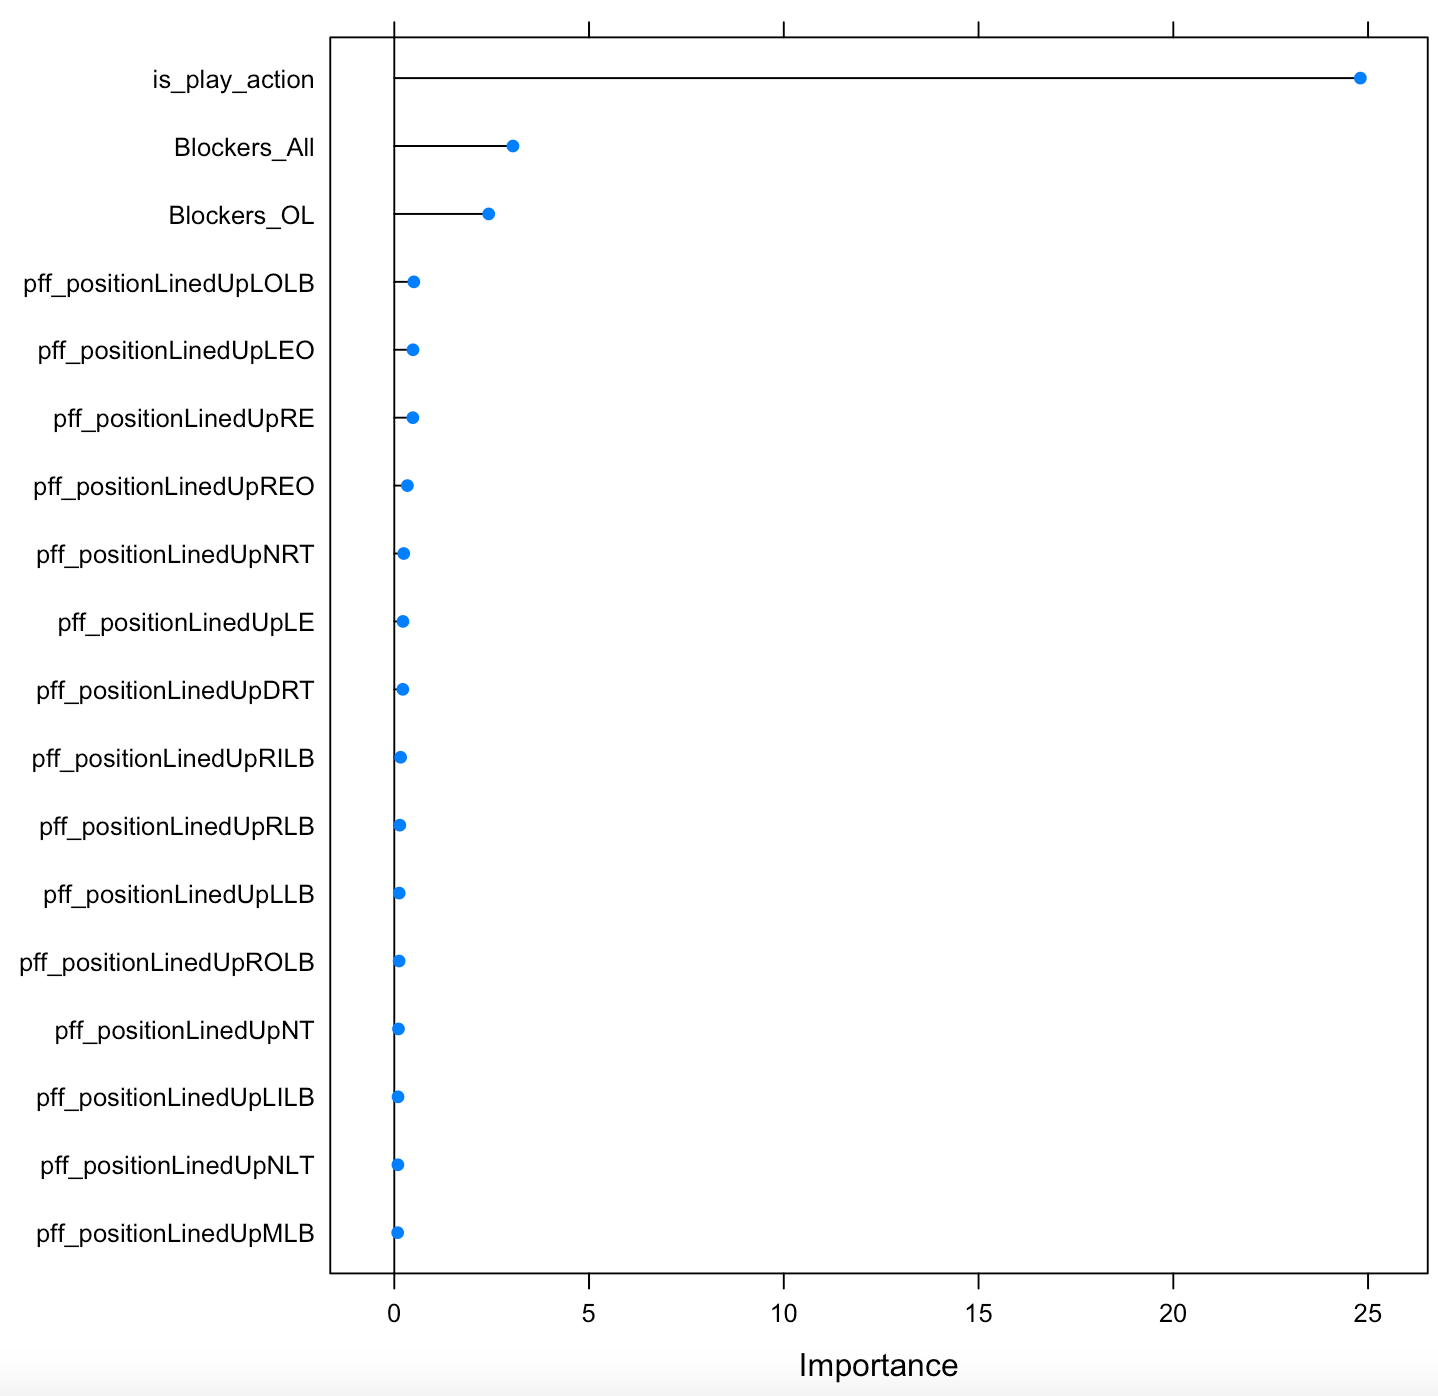 is_play_action
Blockers_All
Blockers_OL
pff_positionLinedUpLOLB
pff_positionLinedUpLEO
pff_positionLinedUpRE
pff_positionLinedUpREO
pff_positionLinedUpNRT
pff_positionLinedUpLE
pff_positionLinedUpDRT
pff_positionLinedUpRILB
pff_positionLinedUpRLB
pff_positionLinedUpLLB
pff_positionLinedUpROLB
pff_positionLinedUpNT
pff_positionLinedUpLILB
pff_positionLinedUpNLT
pff_positionLinedUpMLB
0 5 10 15 20 25
Importance